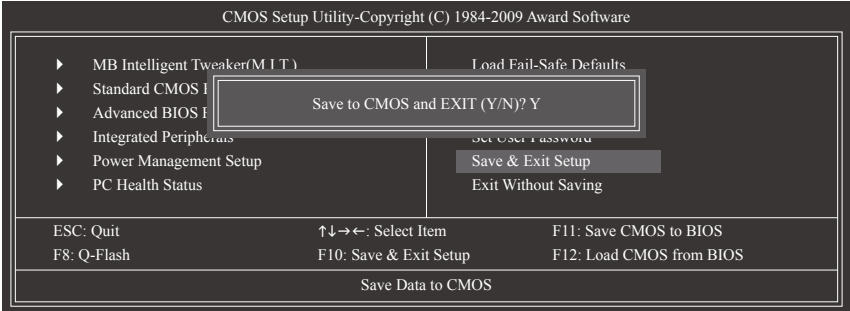 CMOS Setup Utility-Copyright (C) 1984-2009 Award Software
MB Intelligent Tweaker(M.I.T.)
Load Fail-Safe Defaults
Standard CMOS
Save to CMOS and EXIT (Y/N)? Y
Advanced BIOS
Integrated Peripherals
Set User Password
Power Management Setup
Save & Exit Setup
PC Health Status
Exit Without Saving
ESC: Quit
↑↓→←: Select Item
F11: Save CMOS to BIOS
F8: Q-Flash
F10: Save & Exit Setup
F12: Load CMOS from BIOS
Save Data to CMOS